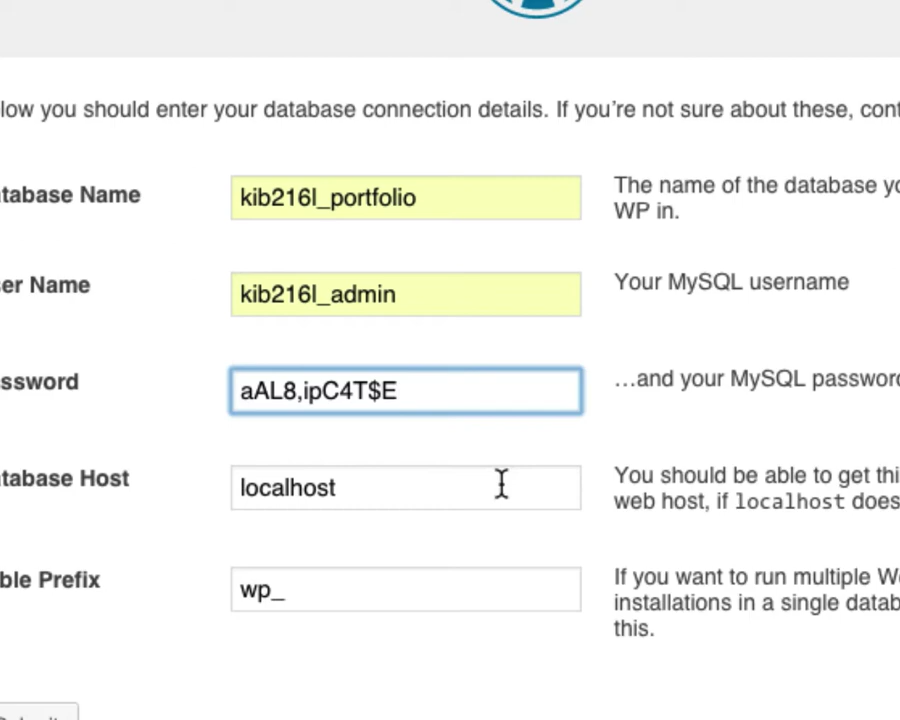 low you should enter your database connection details. If you're not sure about these, cont
tabase Name
kib216l_portfolio
The name of the database yo
WP in.
er Name
kib216l_admin
Your MySQL username
ssword
aAL8,ipC4T$E
…and your MySQL password
tabase Host
localhost
You should be able to get thi
web host, if localhost does
ble Prefix
wp_
If you want to run multiple W
installations in a single datab
this.